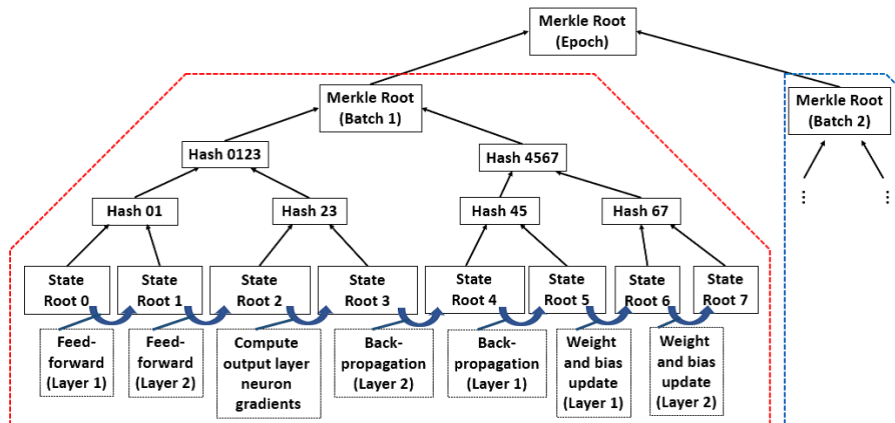 Merkle Root
(Epoch)
Merkle Root
(Batch 1)
Merkle Root
(Batch 2)
Hash 0123
Hash 4567
Hash 01
Hash 23
Hash 45
Hash 67
State
Root 0
State
Root 1
State
Root 2
State
Root 3
State
Root 4
State
Root 5
State
Root 6
State
Root 7
Feed-
forward
(Layer 1)
Feed-
forward
(Layer 2)
Compute
output layer
neuron
gradients
Back-
propagation
(Layer 2)
Back-
propagation
(Layer 1)
Weight
and bias
update
(Layer 1)
Weight
and bias
update
(Layer 2)